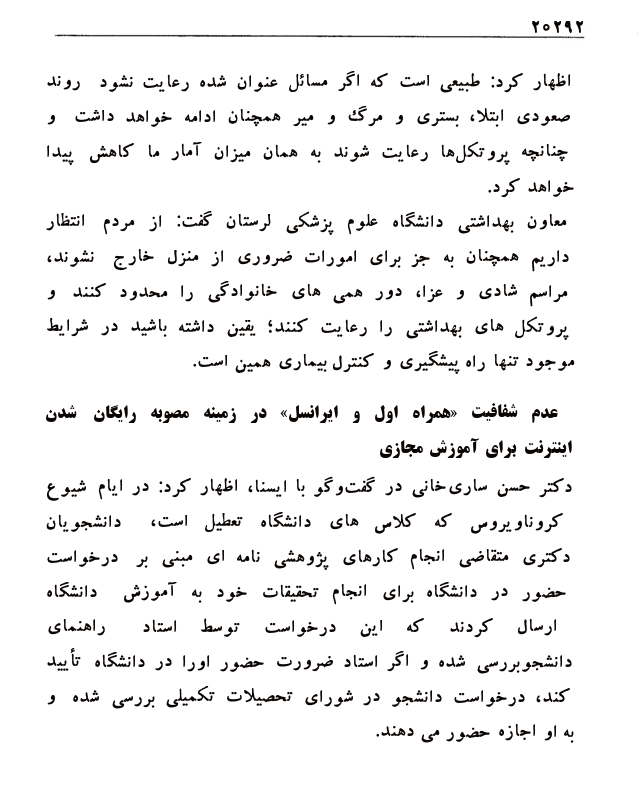 ۲۰۲۹۲
اظهار کرد: طبیعی است که اگر مسائل عنوان شده رعایت نشود روند
صعودی ابتلا، بستری و مرگ و میر همچنان ادامه خواهد داشت و
چنانچه پروتکل‌ها رعایت شوند به همان میزان آمار ما کاهش پیدا
خواهد کرد.
معاون بهداشتی دانشگاه علوم پزشکی لرستان گفت: از مردم انتظار
داریم همچنان به جز برای امورات ضروری از منزل خارج نشوند،
مراسم شادی و عزا، دور همی های خانوادگی را محدود کنند و
پروتکل های بهداشتی را رعایت کنند؛ یقین داشته باشید در شرایط
موجود تنها راه پیشگیری و کنترل بیماری همین است.
عدم شفافیت «همراه اول و ایرانسل» در زمینه مصوبه رایگان شدن
اینترنت برای آموزش مجازی
دکتر حسن ساری‌خانی در گفت‌وگو با ایسنا، اظهار کرد: در ایام شیوع
کروناویروس که کلاس های دانشگاه تعطیل است، دانشجویان
دکتری متقاضی انجام کارهای پژوهشی نامه ای مبنی بر درخواست
حضور در دانشگاه برای انجام تحقیقات خود به آموزش دانشگاه
ارسال کردند که این درخواست توسط استاد راهنمای
دانشجوبررسی شده و اگر استاد ضرورت حضور اورا در دانشگاه تأیید
کند، درخواست دانشجو در شورای تحصیلات تکمیلی بررسی شده و
به او اجازه حضور می دهند.